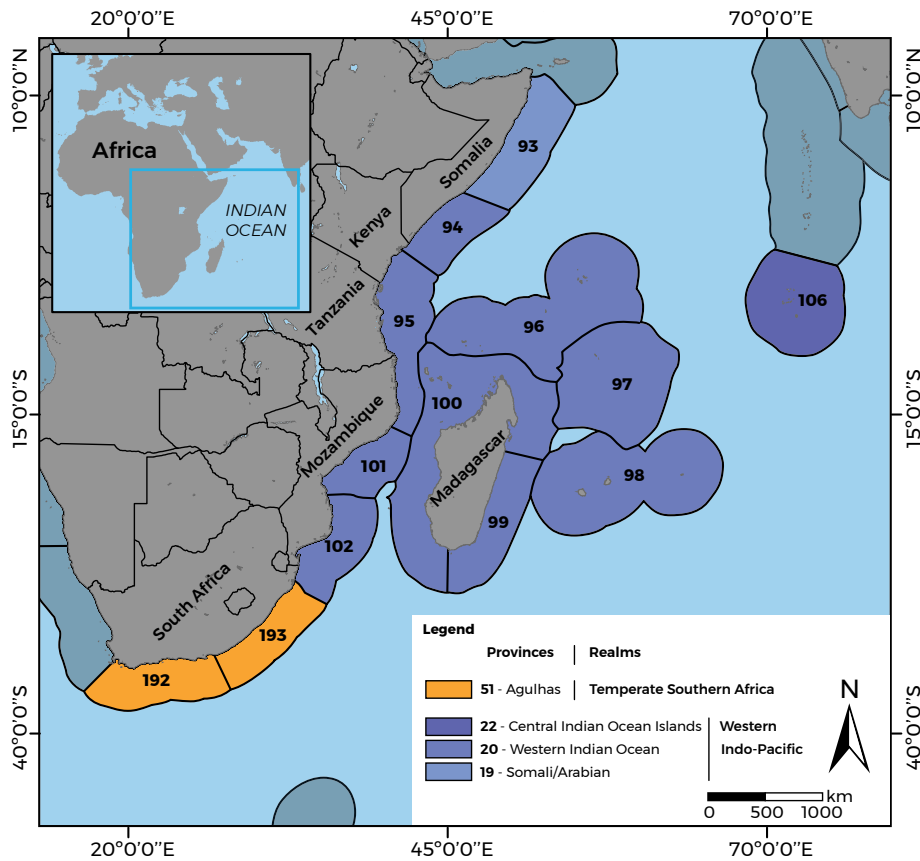 20°0'0"E 45°0'0"E 70°0'0"E
10°0'0"N
10°0'0"N
15°0'0"S
15°0'0"S
40°0'0"S
40°0'0"S
Africa
INDIAN
OCEAN
Somalia
Kenya
Tanzania
Mozambique
Madagascar
South Africa
93
94
106
95
96
97
100
101
98
99
102
193
192
Legend
Provinces Realms
51 - Agulhas Temperate Southern Africa
22 - Central Indian Ocean Islands Western
20 - Western Indian Ocean Indo-Pacific
19 - Somali/Arabian
N
km
0 500 1000
20°0'0"E 45°0'0"E 70°0'0"E